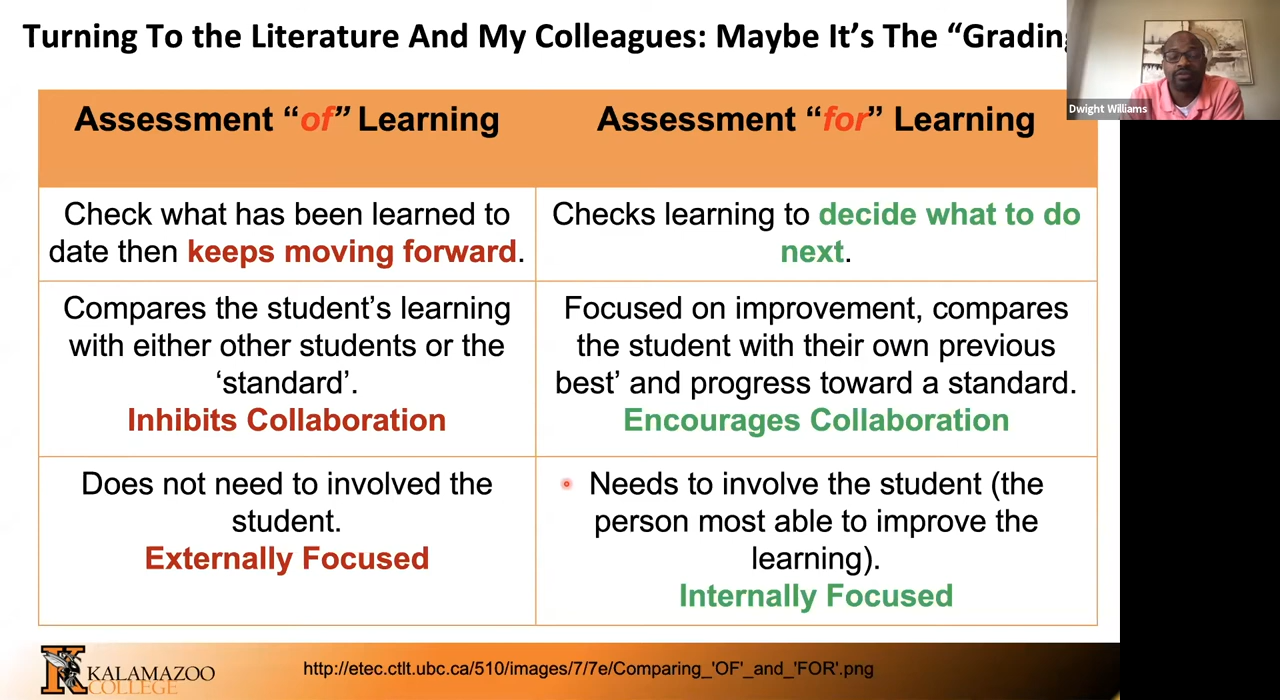 Turning To the Literature And My Colleagues: Maybe It's The “Grading
Dwight Williams
Assessment “of” Learning
Assessment “for” Learning
Check what has been learned to
date then keeps moving forward.
Checks learning to decide what to do
next.
Compares the student's learning
with either other students or the
‘standard’.
Inhibits Collaboration
Focused on improvement, compares
the student with their own previous
best’ and progress toward a standard.
Encourages Collaboration
Does not need to involved the
student.
Externally Focused
Needs to involve the student (the
person most able to improve the
learning).
Internally Focused
K
KALAMAZOO
COLLEGE
http://etec.ctlt.ubc.ca/510/images/7/7e/Comparing_'OF'_and_'FOR'.png